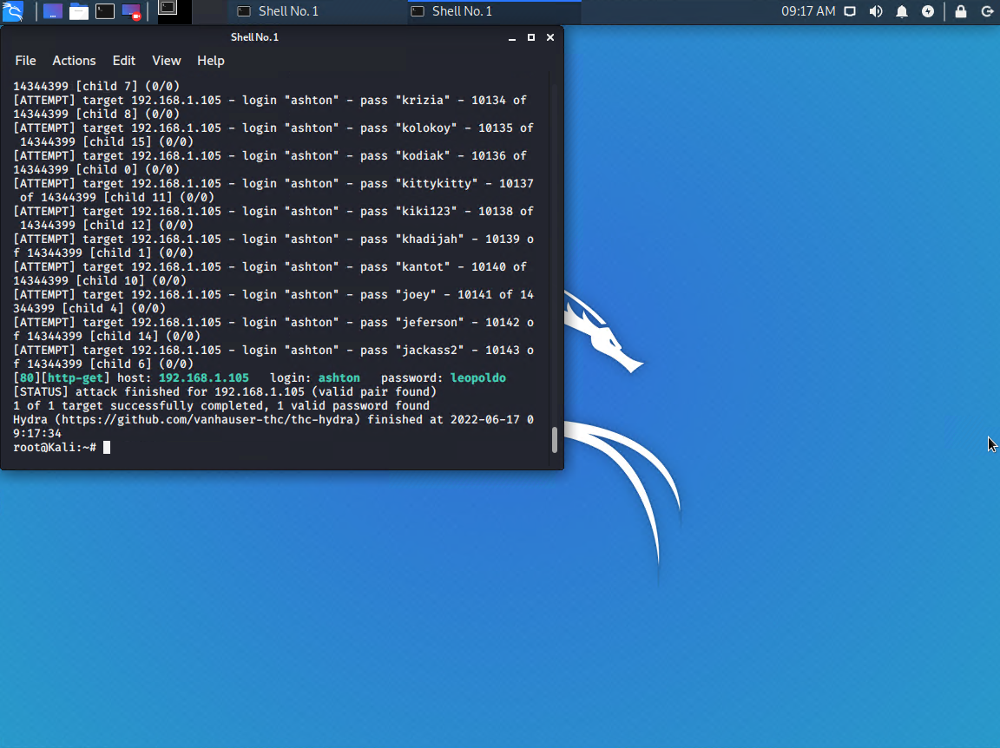 Shell No. 1
Shell No. 1
09:17 AM
Shell No. 1
File Actions Edit View Help
14344399 [child 7] (0/0)
[ATTEMPT] target 192.168.1.105 - login "ashton" - pass "krizia" - 10134 of
14344399 [child 8] (0/0)
[ATTEMPT] target 192.168.1.105 - login "ashton" - pass "kolokoy" - 10135 of
 14344399 [child 15] (0/0)
[ATTEMPT] target 192.168.1.105 - login "ashton" - pass "kodiak" - 10136 of
14344399 [child 0] (0/0)
[ATTEMPT] target 192.168.1.105 - login "ashton" - pass "kittykitty" - 10137
 of 14344399 [child 11] (0/0)
[ATTEMPT] target 192.168.1.105 - login "ashton" - pass "kiki123" - 10138 of
 14344399 [child 12] (0/0)
[ATTEMPT] target 192.168.1.105 - login "ashton" - pass "khadijah" - 10139 o
f 14344399 [child 1] (0/0)
[ATTEMPT] target 192.168.1.105 - login "ashton" - pass "kantot" - 10140 of
14344399 [child 10] (0/0)
[ATTEMPT] target 192.168.1.105 - login "ashton" - pass "joey" - 10141 of 14
344399 [child 4] (0/0)
[ATTEMPT] target 192.168.1.105 - login "ashton" - pass "jeferson" - 10142 o
f 14344399 [child 14] (0/0)
[ATTEMPT] target 192.168.1.105 - login "ashton" - pass "jackass2" - 10143 o
f 14344399 [child 6] (0/0)
[80][http-get] host: 192.168.1.105   login: ashton   password: leopoldo
[STATUS] attack finished for 192.168.1.105 (valid pair found)
1 of 1 target successfully completed, 1 valid password found
Hydra (https://github.com/vanhauser-thc/thc-hydra) finished at 2022-06-17 0
9:17:34
root@Kali:~#